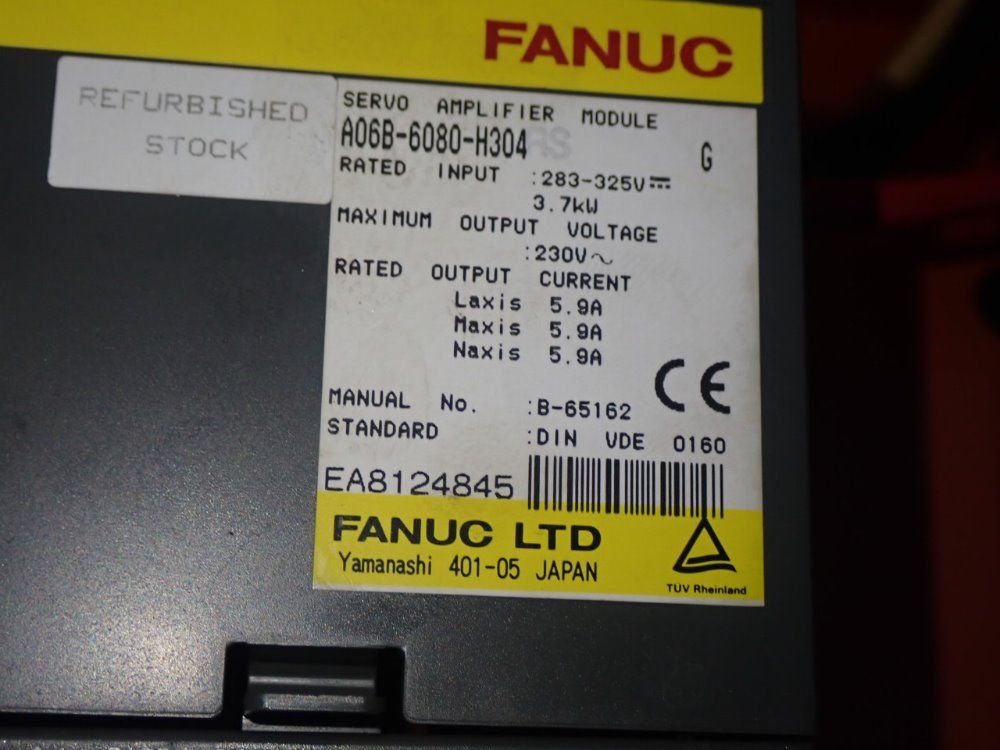 FANUC
REFURBISHED
STOCK
SERVO AMPLIFIER MODULE
A06B-6080-H304 G
RATED INPUT :283-325V⎓
3.7kW
MAXIMUM OUTPUT VOLTAGE
:230V~
RATED OUTPUT CURRENT
Laxis 5.9A
Maxis 5.9A
Naxis 5.9A
MANUAL No. :B-65162
STANDARD :DIN VDE 0160
CE
EA8124845
FANUC LTD
Yamanashi 401-05 JAPAN
TÜV Rheinland